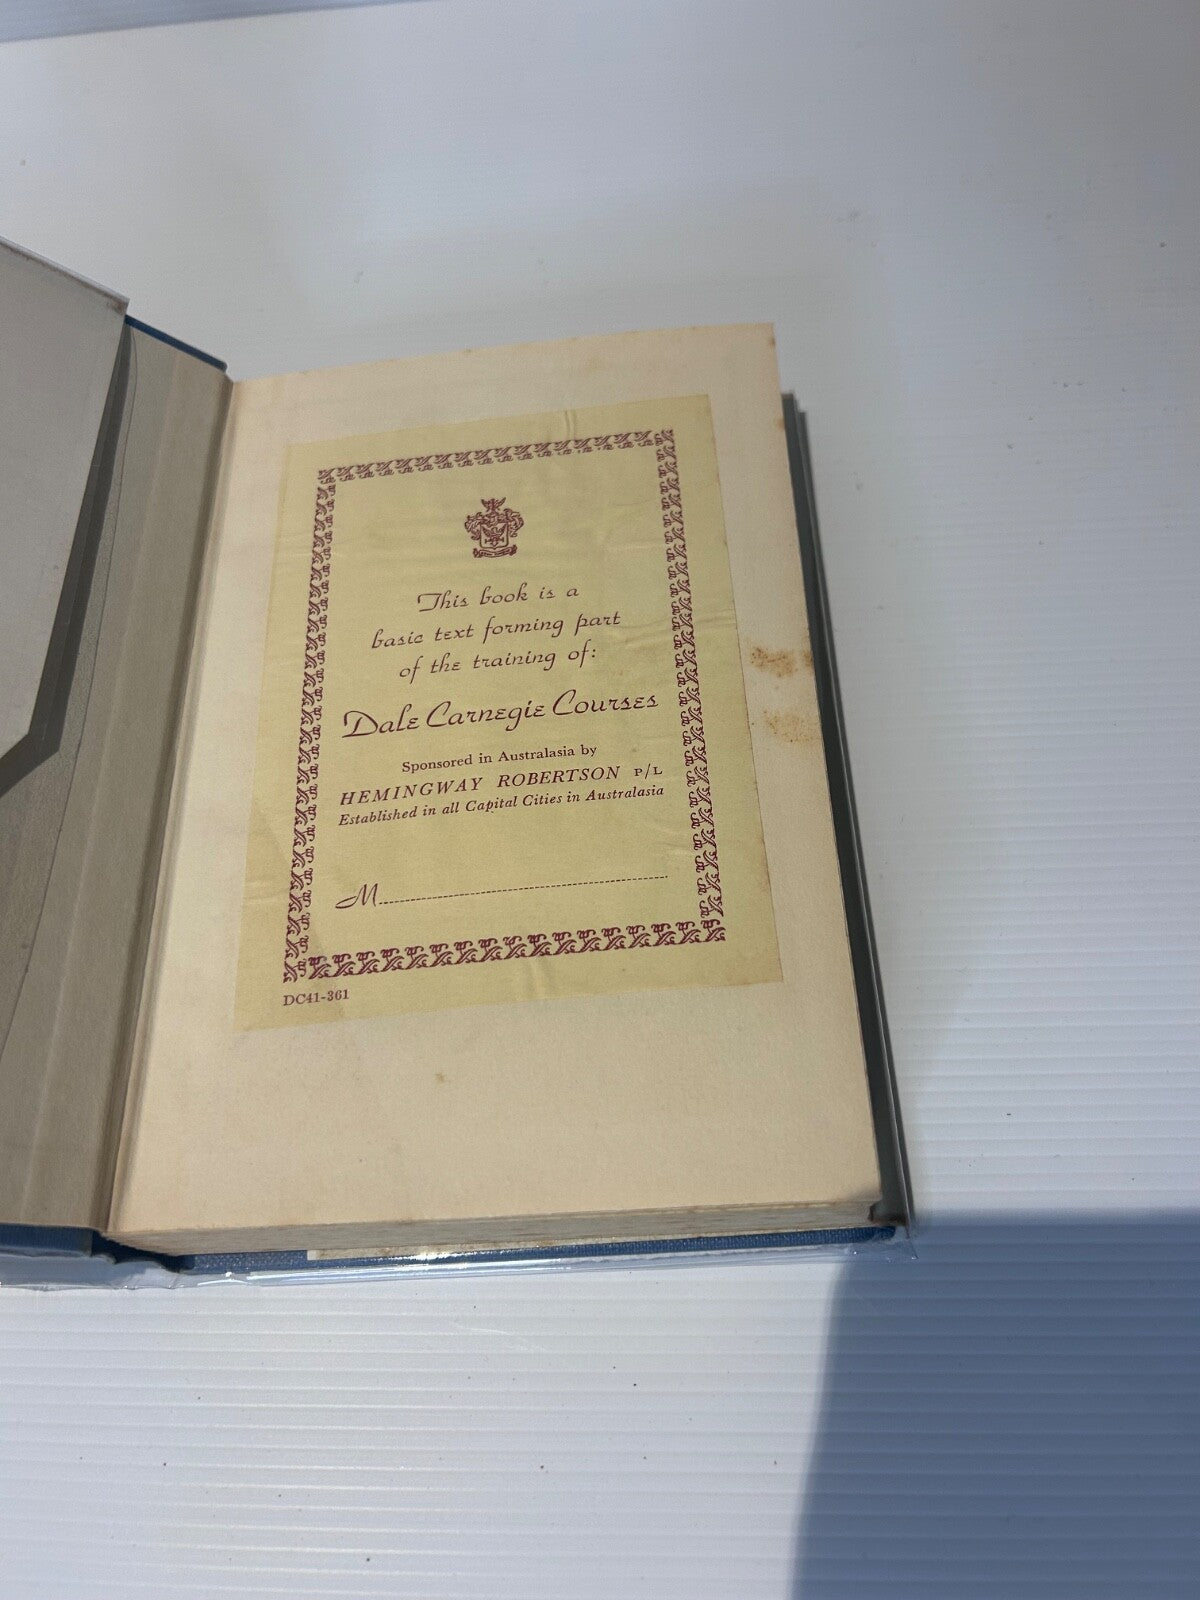 This book is a
basic text forming part
of the training of:
Dale Carnegie Courses
Sponsored in Australasia by
HEMINGWAY ROBERTSON P/L
Established in all Capital Cities in Australasia
M
DC41-361